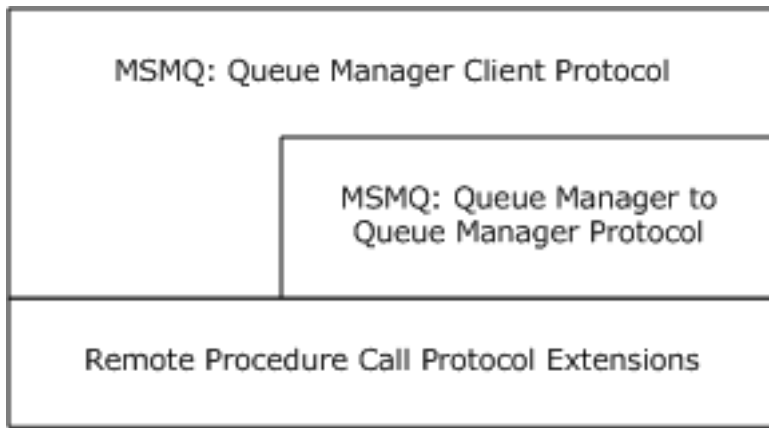 MSMQ: Queue Manager Client Protocol
MSMQ: Queue Manager to
Queue Manager Protocol
Remote Procedure Call Protocol Extensions